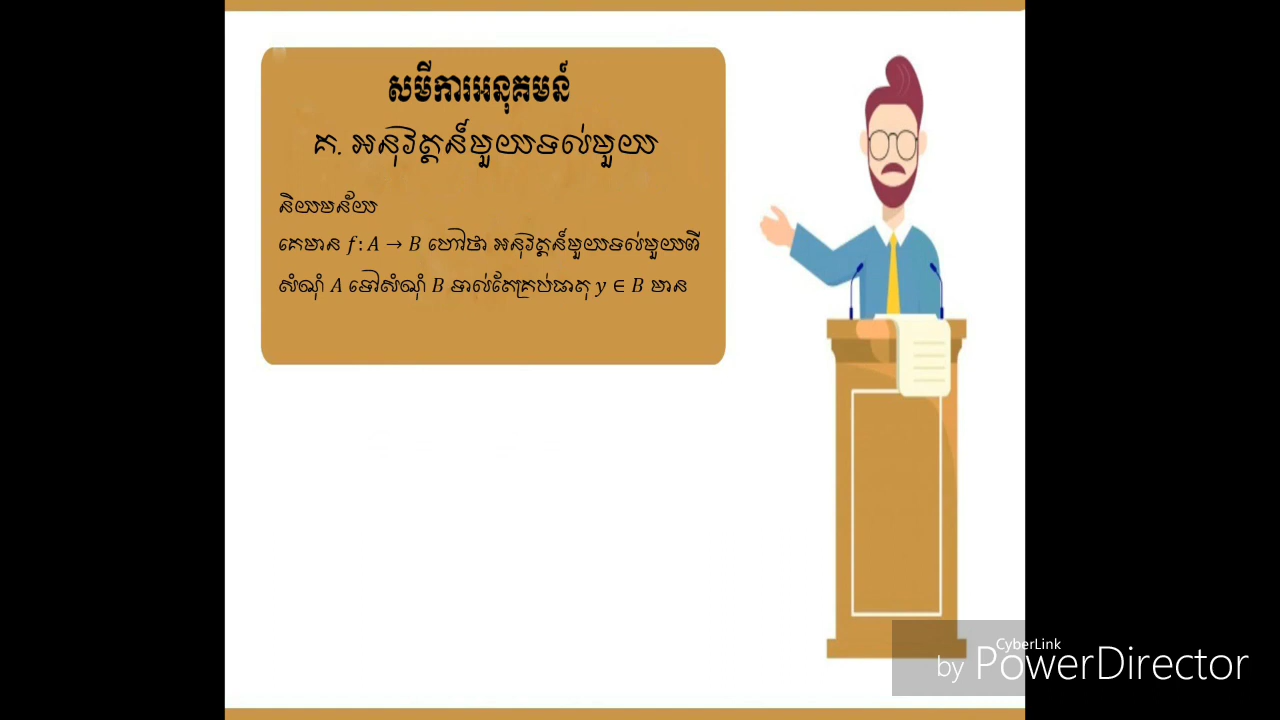 សមីការអនុគមន៍
គ. អនុវត្តន៍មួយទល់មួយ
និយមន័យ
គេមាន f: A → B ហៅថា អនុវត្តន៍មួយទល់មួយពី
សំណុំ A ទៅសំណុំ B ទាល់តែគ្រប់ធាតុ y ∈ B មាន
CyberLink
by PowerDirector